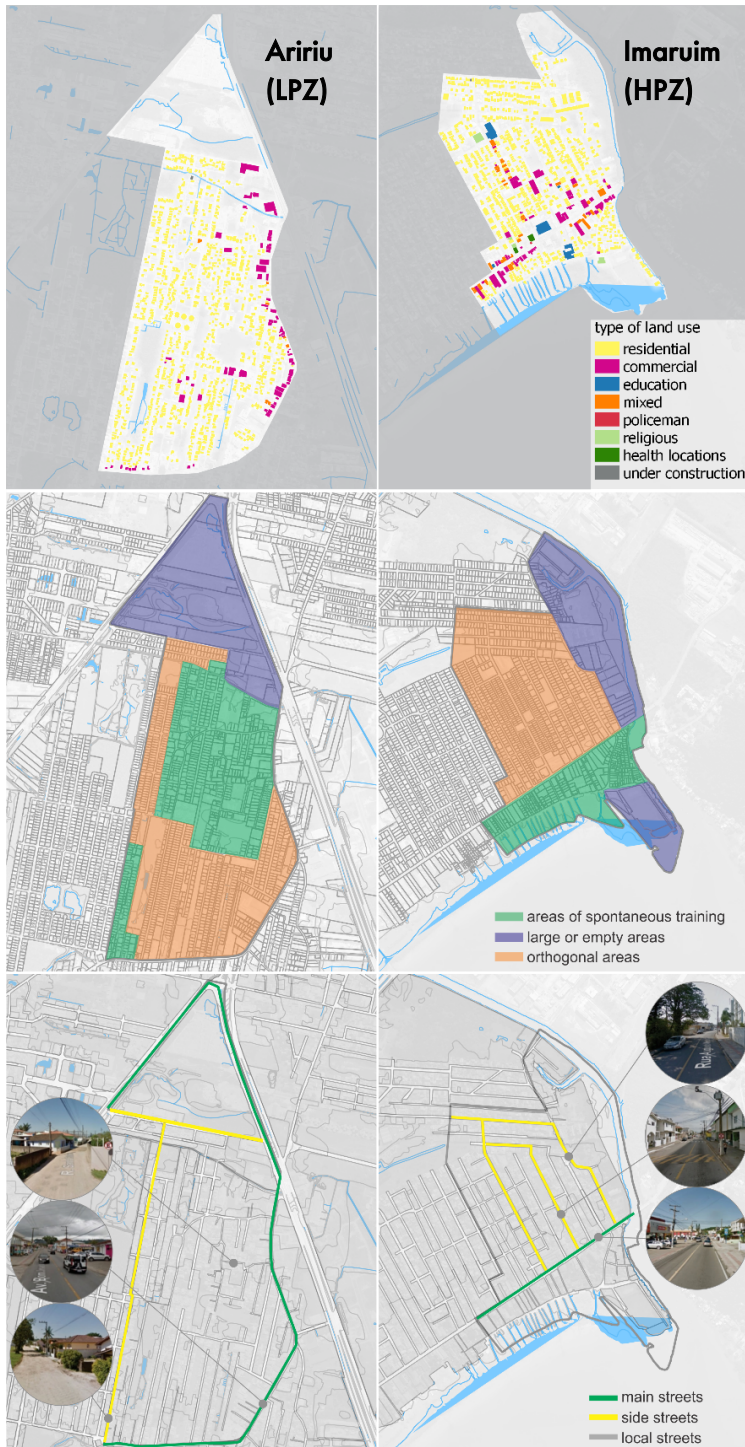 Aririu
(LPZ)
Imaruim
(HPZ)
type of land use
residential
commercial
education
mixed
policeman
religious
health locations
under construction
areas of spontaneous training
large or empty areas
orthogonal areas
main streets
side streets
local streets